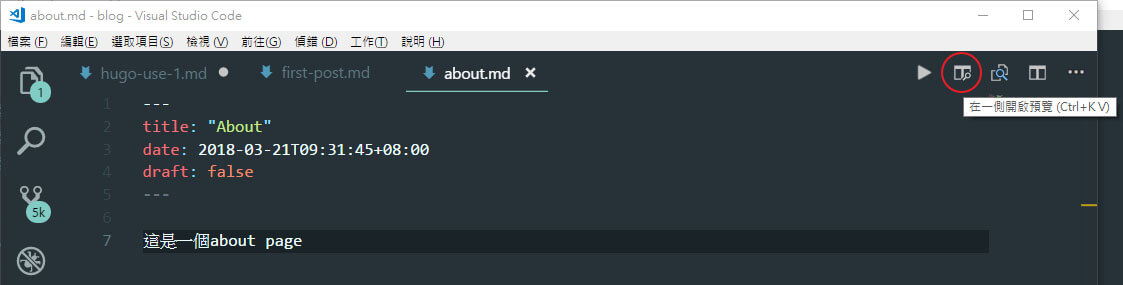 about.md - blog - Visual Studio Code
檔案 (F) 編輯(E) 選取項目(S) 檢視 (V) 前往(G) 偵錯 (D) 工作(T) 說明 (H)
hugo-use-1.md first-post.md about.md
在一側開啟預覽 (Ctrl+K V)
1 ---
2 title: "About"
3 date: 2018-03-21T09:31:45+08:00
4 draft: false
5 ---
6
7 這是一個about page
1
5k